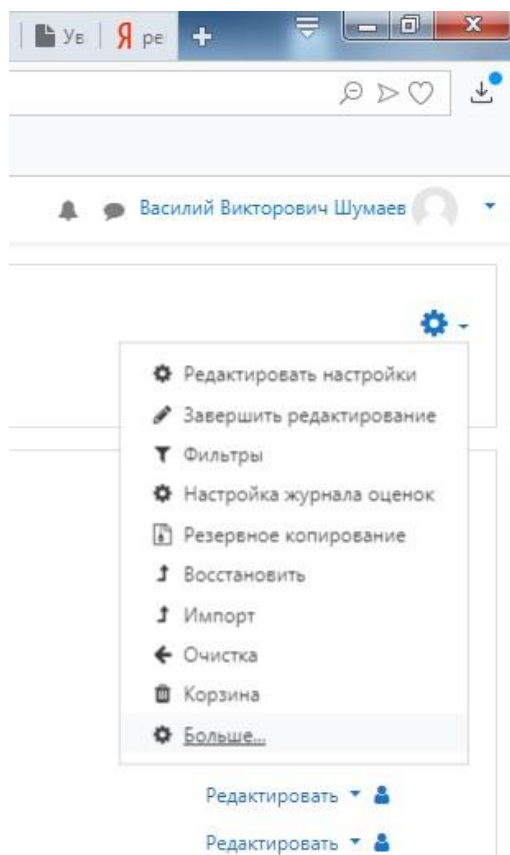 Ув Я ре
Василий Викторович Шумаев
Редактировать настройки
Завершить редактирование
Фильтры
Настройка журнала оценок
Резервное копирование
Восстановить
Импорт
Очистка
Корзина
Больше...
Редактировать
Редактировать